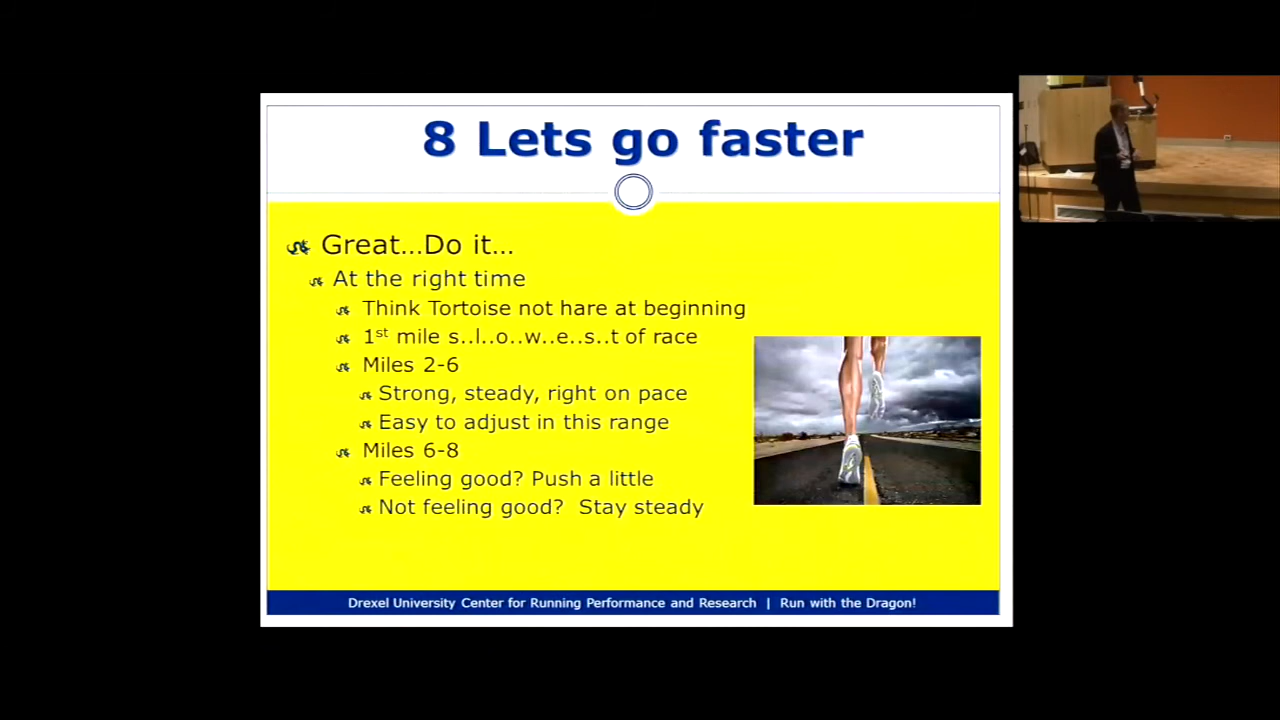 8 Lets go faster
Great...Do it...
At the right time
Think Tortoise not hare at beginning
1st mile s..l..o..w..e..s..t of race
Miles 2-6
Strong, steady, right on pace
Easy to adjust in this range
Miles 6-8
Feeling good? Push a little
Not feeling good?  Stay steady
Drexel University Center for Running Performance and Research | Run with the Dragon!